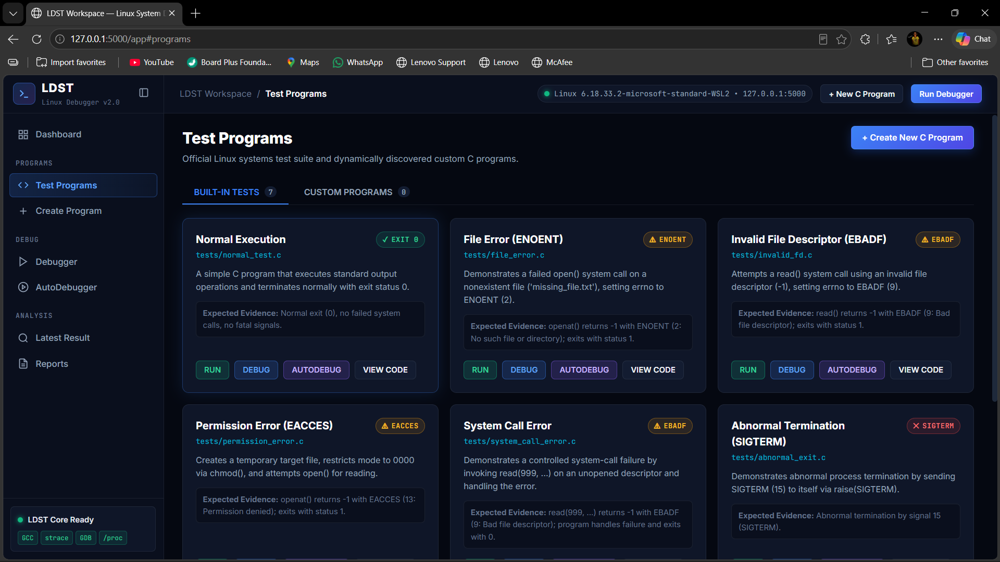 LDST Workspace — Linux System
127.0.0.1:5000/app#programs
Chat
Import favorites
YouTube
Board Plus Founda...
Maps
WhatsApp
Lenovo Support
Lenovo
McAfee
Other favorites
LDST
Linux Debugger v2.0
LDST Workspace / Test Programs
Linux 6.18.33.2-microsoft-standard-WSL2 • 127.0.0.1:5000
+ New C Program
Run Debugger
Dashboard
PROGRAMS
Test Programs
Create Program
DEBUG
Debugger
AutoDebugger
ANALYSIS
Latest Result
Reports
LDST Core Ready
GCC
strace
GDB
/proc
Test Programs
+ Create New C Program
Official Linux systems test suite and dynamically discovered custom C programs.
BUILT-IN TESTS 7
CUSTOM PROGRAMS 0
Normal Execution
✓ EXIT 0
tests/normal_test.c
A simple C program that executes standard output
operations and terminates normally with exit status 0.
Expected Evidence: Normal exit (0), no failed system
calls, no fatal signals.
RUN
DEBUG
AUTODEBUG
VIEW CODE
File Error (ENOENT)
⚠ ENOENT
tests/file_error.c
Demonstrates a failed open() system call on a
nonexistent file ('missing_file.txt'), setting errno to
ENOENT (2).
Expected Evidence: openat() returns -1 with ENOENT (2:
No such file or directory); exits with status 1.
RUN
DEBUG
AUTODEBUG
VIEW CODE
Invalid File Descriptor (EBADF)
⚠ EBADF
tests/invalid_fd.c
Attempts a read() system call using an invalid file
descriptor (-1), setting errno to EBADF (9).
Expected Evidence: read() returns -1 with EBADF (9: Bad
file descriptor); exits with status 1.
RUN
DEBUG
AUTODEBUG
VIEW CODE
Permission Error (EACCES)
⚠ EACCES
tests/permission_error.c
Creates a temporary target file, restricts mode to 0000
via chmod(), and attempts open() for reading.
Expected Evidence: openat() returns -1 with EACCES (13:
Permission denied); exits with status 1.
System Call Error
⚠ EBADF
tests/system_call_error.c
Demonstrates a controlled system-call failure by
invoking read(999, ...) on an unopened descriptor and
handling the error.
Expected Evidence: read(999, ...) returns -1 with EBADF
(9: Bad file descriptor); program handles failure and exits
with 0.
Abnormal Termination
(SIGTERM)
✕ SIGTERM
tests/abnormal_exit.c
Demonstrates abnormal process termination by sending
SIGTERM (15) to itself via raise(SIGTERM).
Expected Evidence: Abnormal termination by signal 15
(SIGTERM).